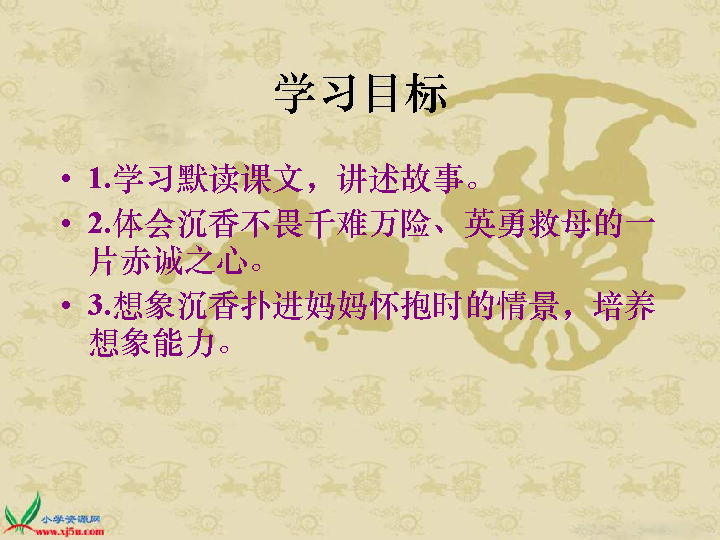 学习目标
• 1.学习默读课文，讲述故事。
• 2.体会沉香不畏千难万险、英勇救母的一
片赤诚之心。
• 3.想象沉香扑进妈妈怀抱时的情景，培养
想象能力。
小学资源网
www.xj5u.com